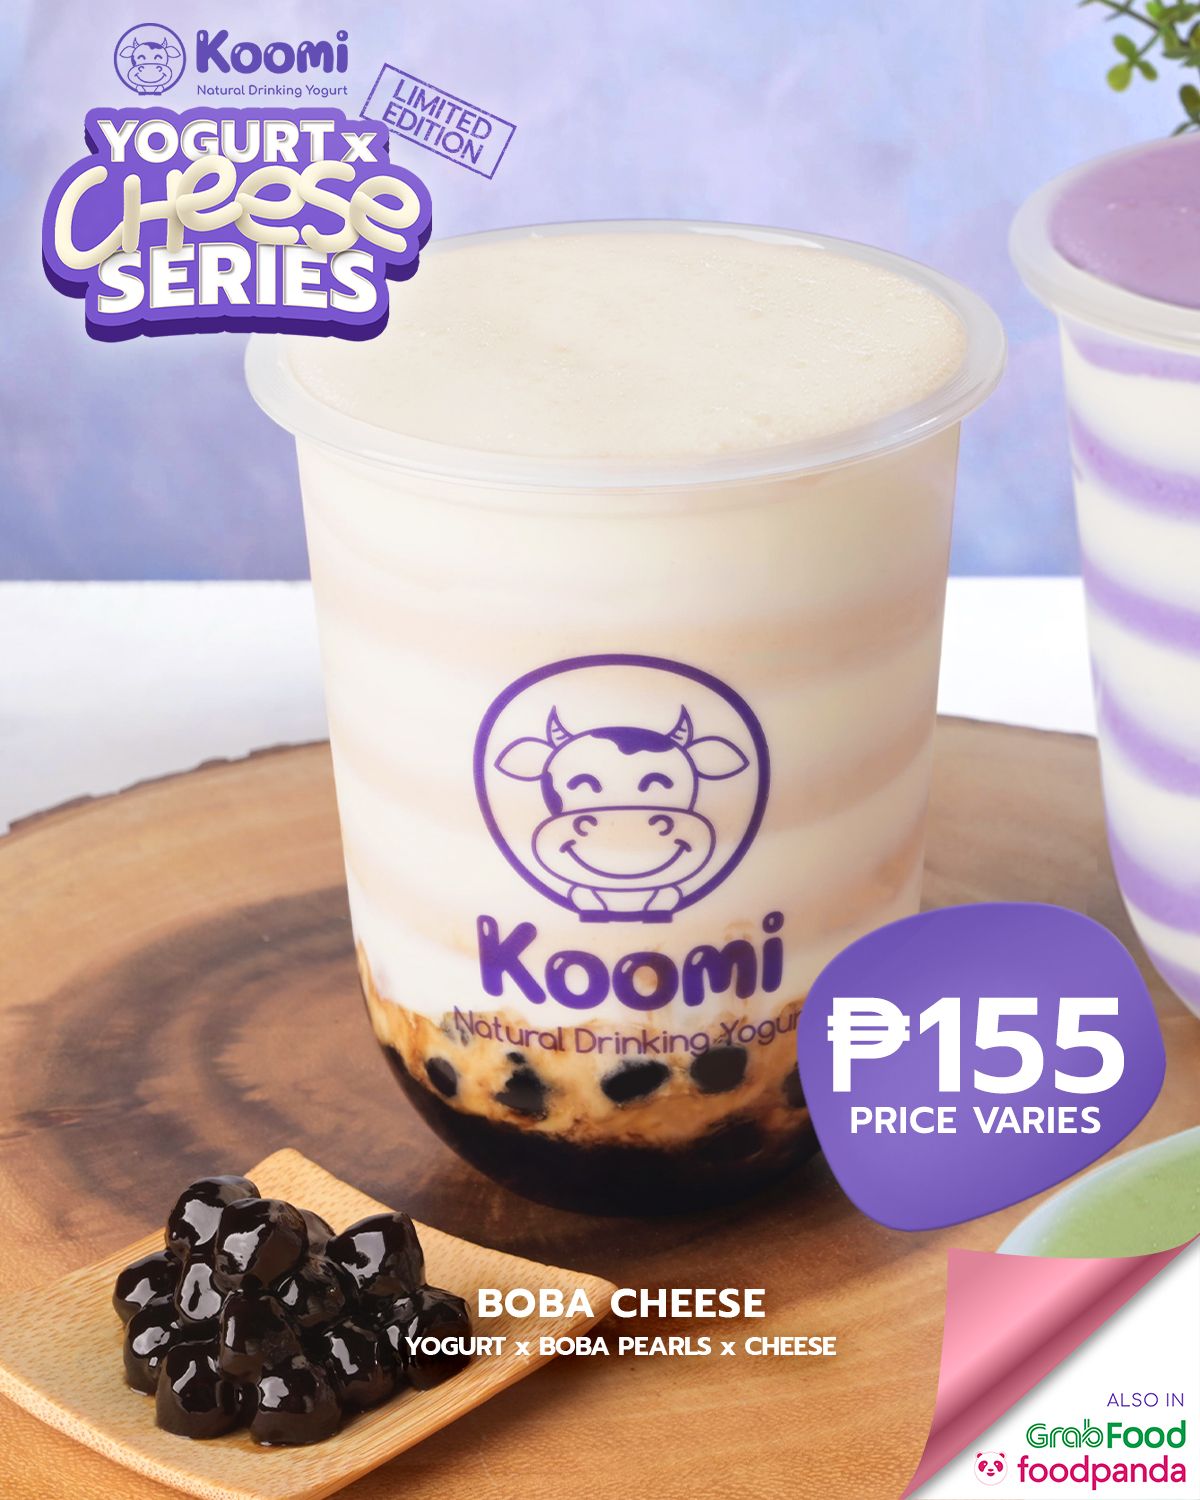 Koomi
Natural Drinking Yogurt
LIMITED
EDITION
YOGURT x
CHEESE
SERIES
Koomi
Natural Drinking Yogur
₱155
PRICE VARIES
BOBA CHEESE
YOGURT x BOBA PEARLS x CHEESE
ALSO IN
GrabFood
foodpanda